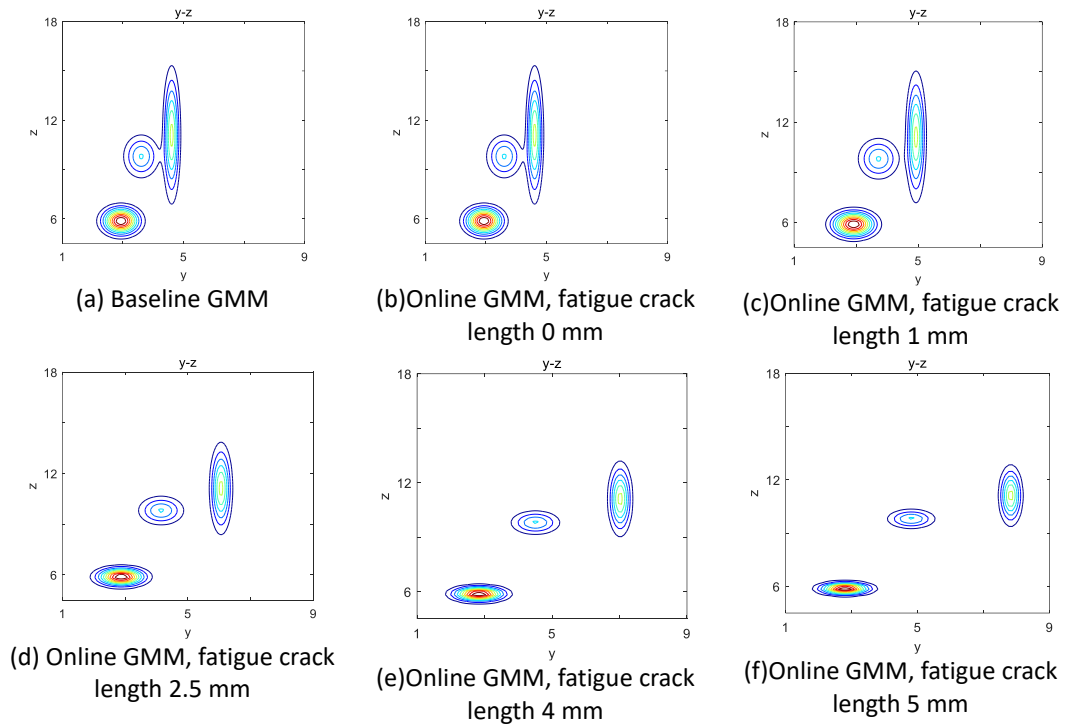 y-z
18
12
z
6
1
5
9
y
(a) Baseline GMM
y-z
18
12
z
6
1
5
9
y
(b)Online GMM, fatigue crack
length 0 mm
y-z
18
12
z
6
1
5
9
y
(c)Online GMM, fatigue crack
length 1 mm
y-z
18
12
z
6
1
5
9
y
(d) Online GMM, fatigue crack
length 2.5 mm
y-z
18
12
z
6
1
5
9
y
(e)Online GMM, fatigue crack
length 4 mm
y-z
18
12
z
6
1
5
9
y
(f)Online GMM, fatigue crack
length 5 mm